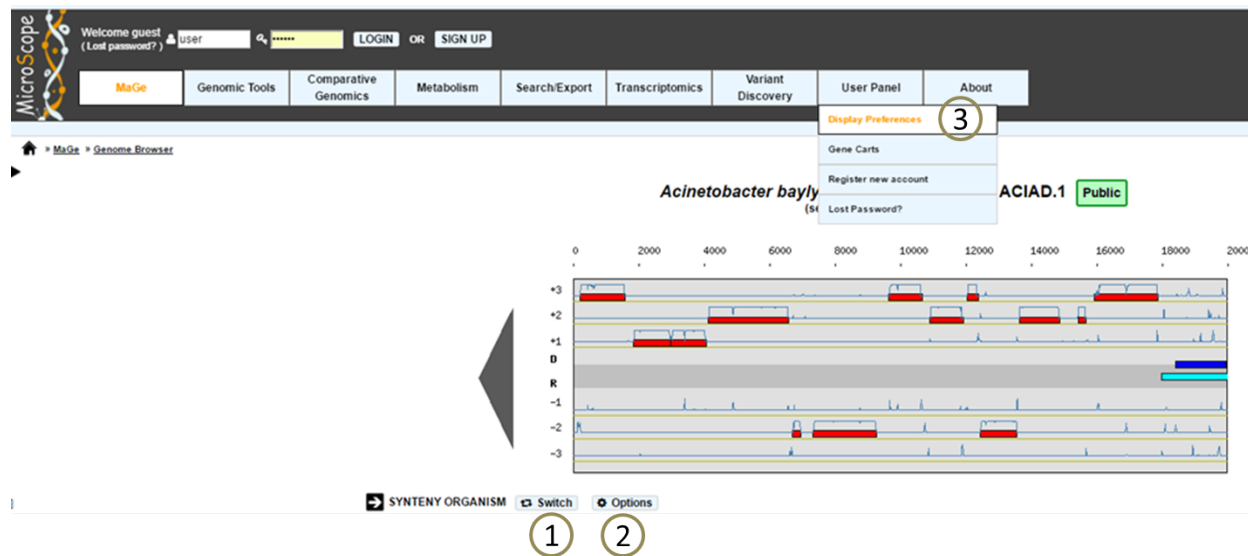 MicroScope
Welcome guest
( Lost password? ) user •••••• LOGIN OR SIGN UP
MaGe Genomic Tools Comparative Genomics Metabolism Search/Export Transcriptomics Variant Discovery User Panel About
Display Preferences 3
» MaGe » Genome Browser
Gene Carts
Register new account
Acinetobacter bayly ACIAD.1 Public
(se
Lost Password?
0 2000 4000 6000 8000 10000 12000 14000 16000 18000 2000
+3
+2
+1
D
R
-1
-2
-3
SYNTENY ORGANISM Switch Options
1 2